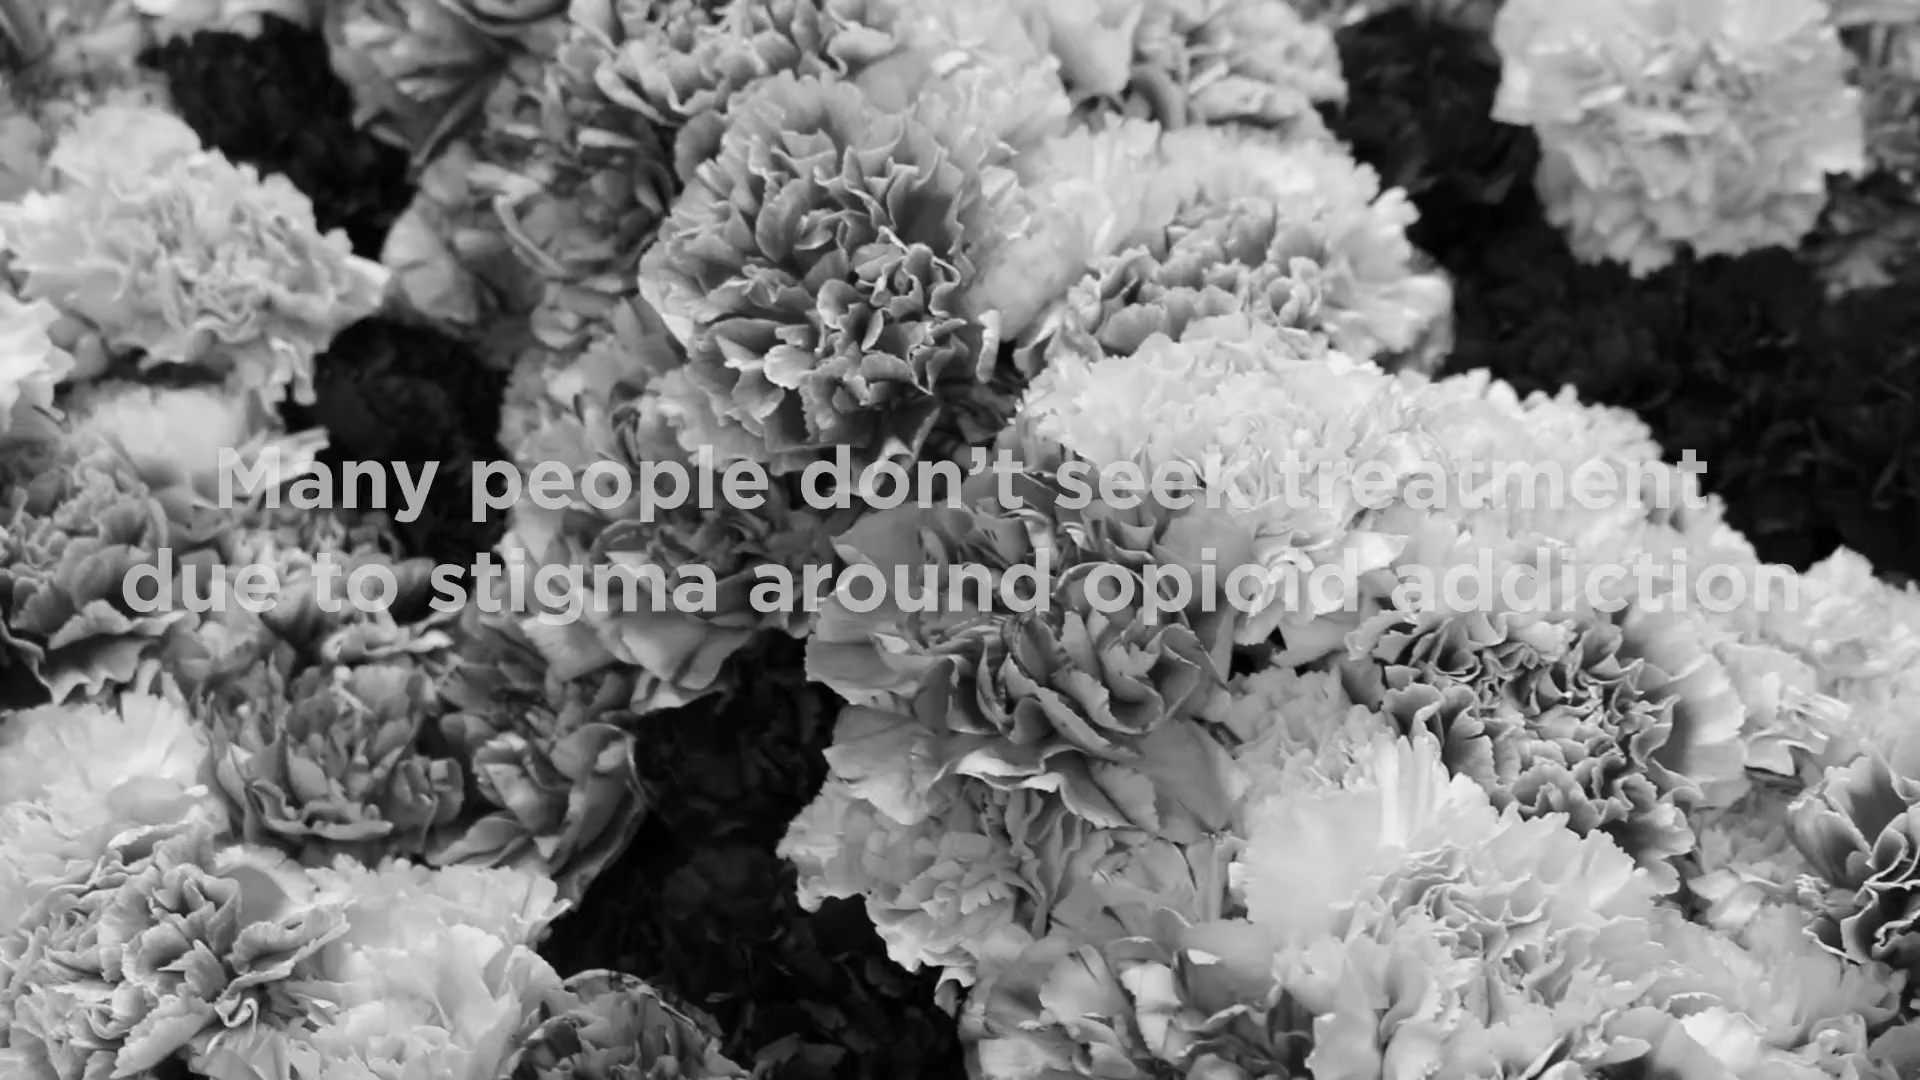 Many people don’t seek treatment
due to stigma around opioid addiction